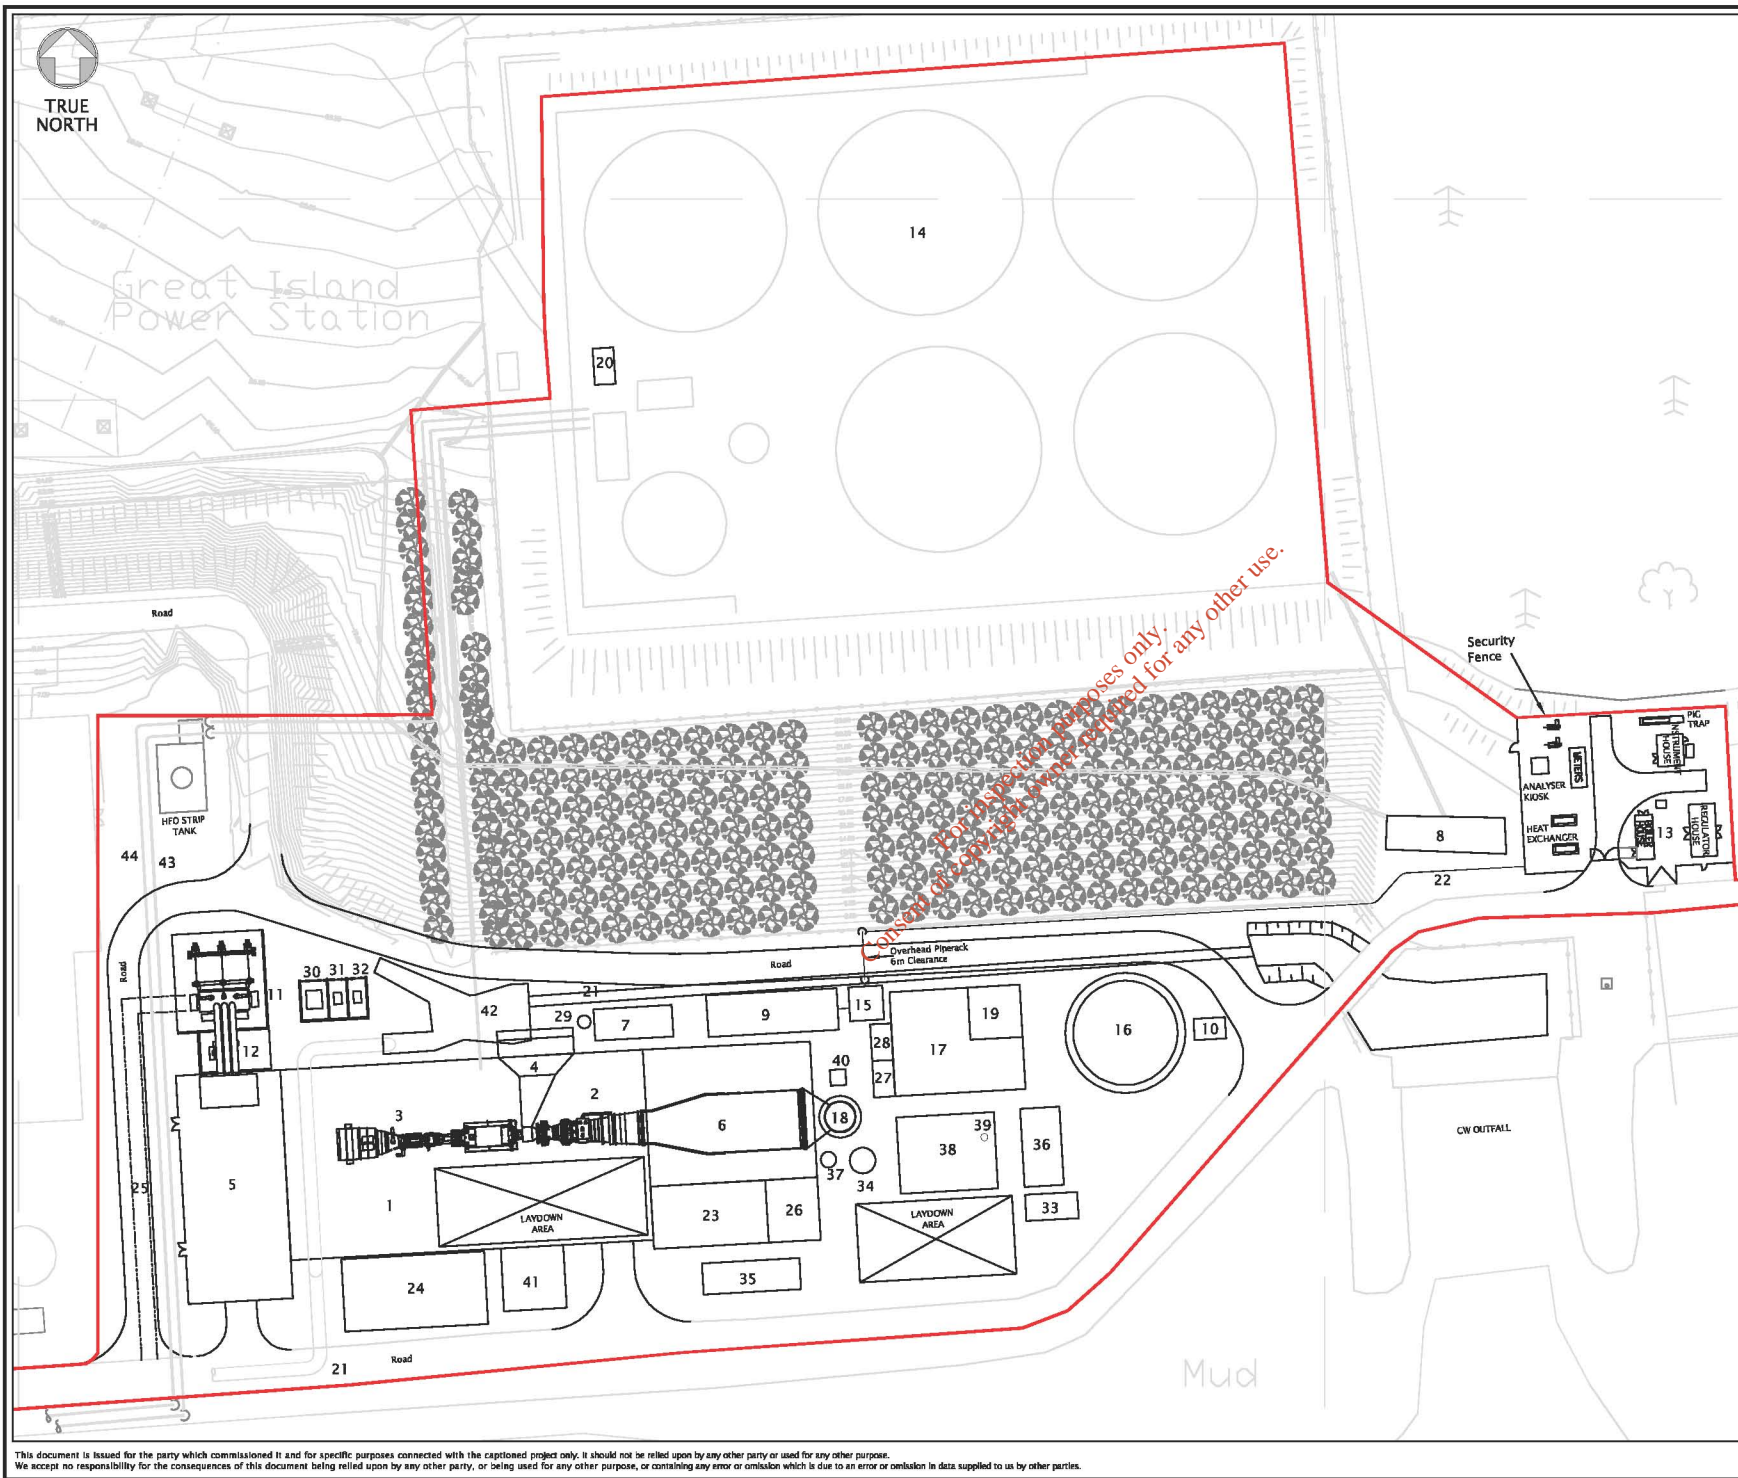 TRUE
NORTH
Great Island
Power Station
14
20
Road
Security
Fence
For inspection purposes only.
Consent of copyright owner required for any other use.
PIG
TRAP
INSTRUMENT
HOUSE
METERS
ANALYSER
KIOSK
HEAT
EXCHANGER
BOILER
HOUSE
13
REGULATOR
HOUSE
8
22
HFO STRIP
TANK
44
43
Road
Road
Overhead Piperack
6m Clearance
30
31
32
11
12
42
21
29
7
9
15
19
17
28
27
16
10
4
40
2
3
6
18
39
38
36
37
34
33
25
5
1
LAYDOWN
AREA
23
26
LAYDOWN
AREA
24
41
35
CW OUTFALL
21
Road
Mud
This document is issued for the party which commissioned it and for specific purposes connected with the captioned project only. It should not be relied upon by any other party or used for any other purpose.
We accept no responsibility for the consequences of this document being relied upon by any other party, or being used for any other purpose, or containing any error or omission which is due to an error or omission in data supplied to us by other parties.